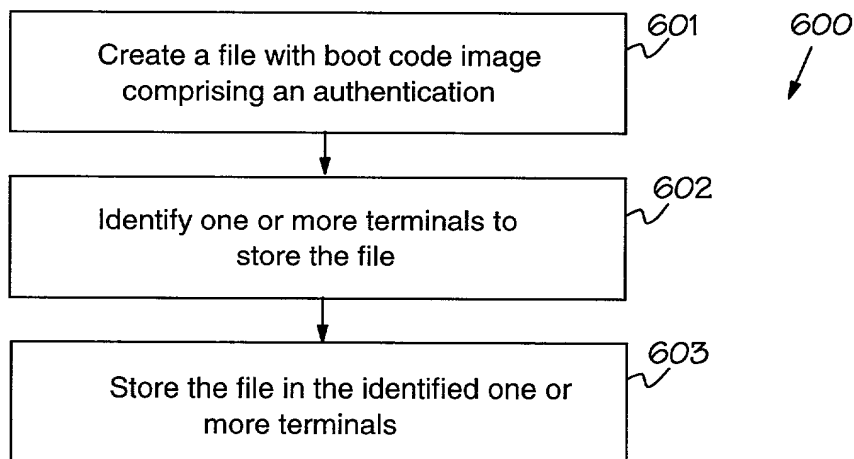 601
600
Create a file with boot code image
comprising an authentication
602
Identify one or more terminals to
store the file
603
Store the file in the identified one or
more terminals